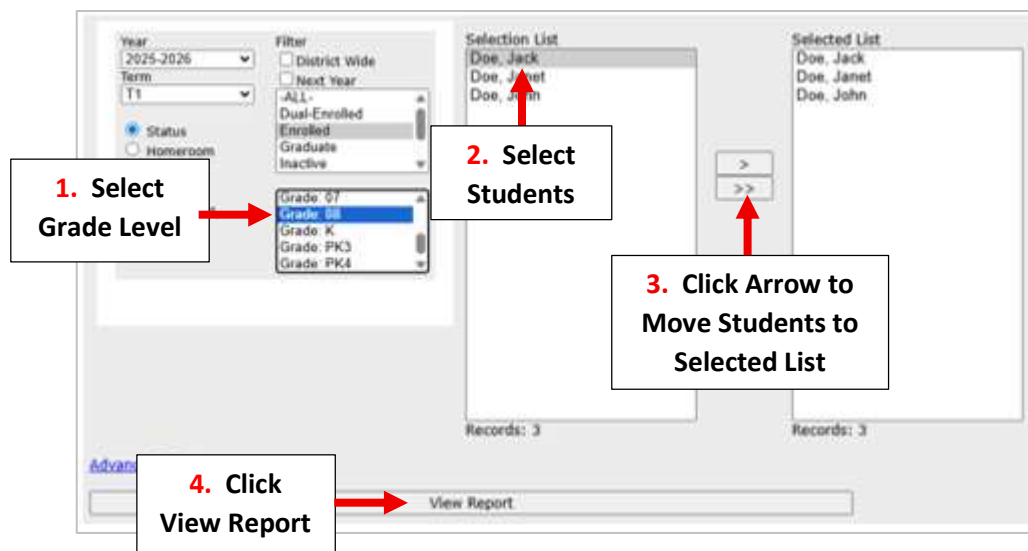 Year
2025-2026
Term
T1
Status
Homeroom
Filter
District Wide
Next Year
-ALL-
Dual-Enrolled
Enrolled
Graduate
Inactive
Grade: 07
Grade: 08
Grade: K
Grade: PK3
Grade: PK4
Selection List
Doe, Jack
Doe, Janet
Doe, John
Records: 3
>
>>
Selected List
Doe, Jack
Doe, Janet
Doe, John
Records: 3
1. Select
Grade Level
2. Select
Students
3. Click Arrow to
Move Students to
Selected List
4. Click
View Report
View Report